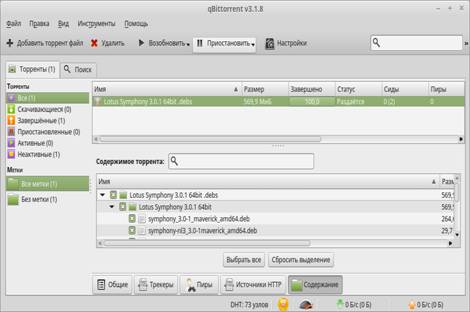 qBittorrent v3.1.8
Файл Правка Вид Инструменты Помощь
Добавить торрент файл Удалить Возобновить Приостановить Настройки »
Торренты (1) Поиск
Торренты
Все (1)
Скачивающиеся (0)
Завершённые (1)
Приостановленные (0)
Активные (0)
Неактивные (1)
Метки
Все метки (1)
Без метки (1)
Имя Размер Завершено Статус Сиды Пиры
Lotus Symphony 3.0.1 64bit .debs 569,9 МиБ 100,0 Раздаётся 0 (2) 0
Содержимое торрента:
Имя Разм
Lotus Symphony 3.0.1 64bit .debs 569,9
Lotus Symphony 3.0.1 64bit 569,9
symphony_3.0-1_maverick_amd64.deb 264,6
symphony-nl3_3.0-1maverick_amd64.deb 29,7
Выбрать все Сбросить выделение
Общие Трекеры Пиры Источники HTTP Содержание
DHT: 73 узлов 0 Б/с (0 Б) 0 Б/с (0 Б)